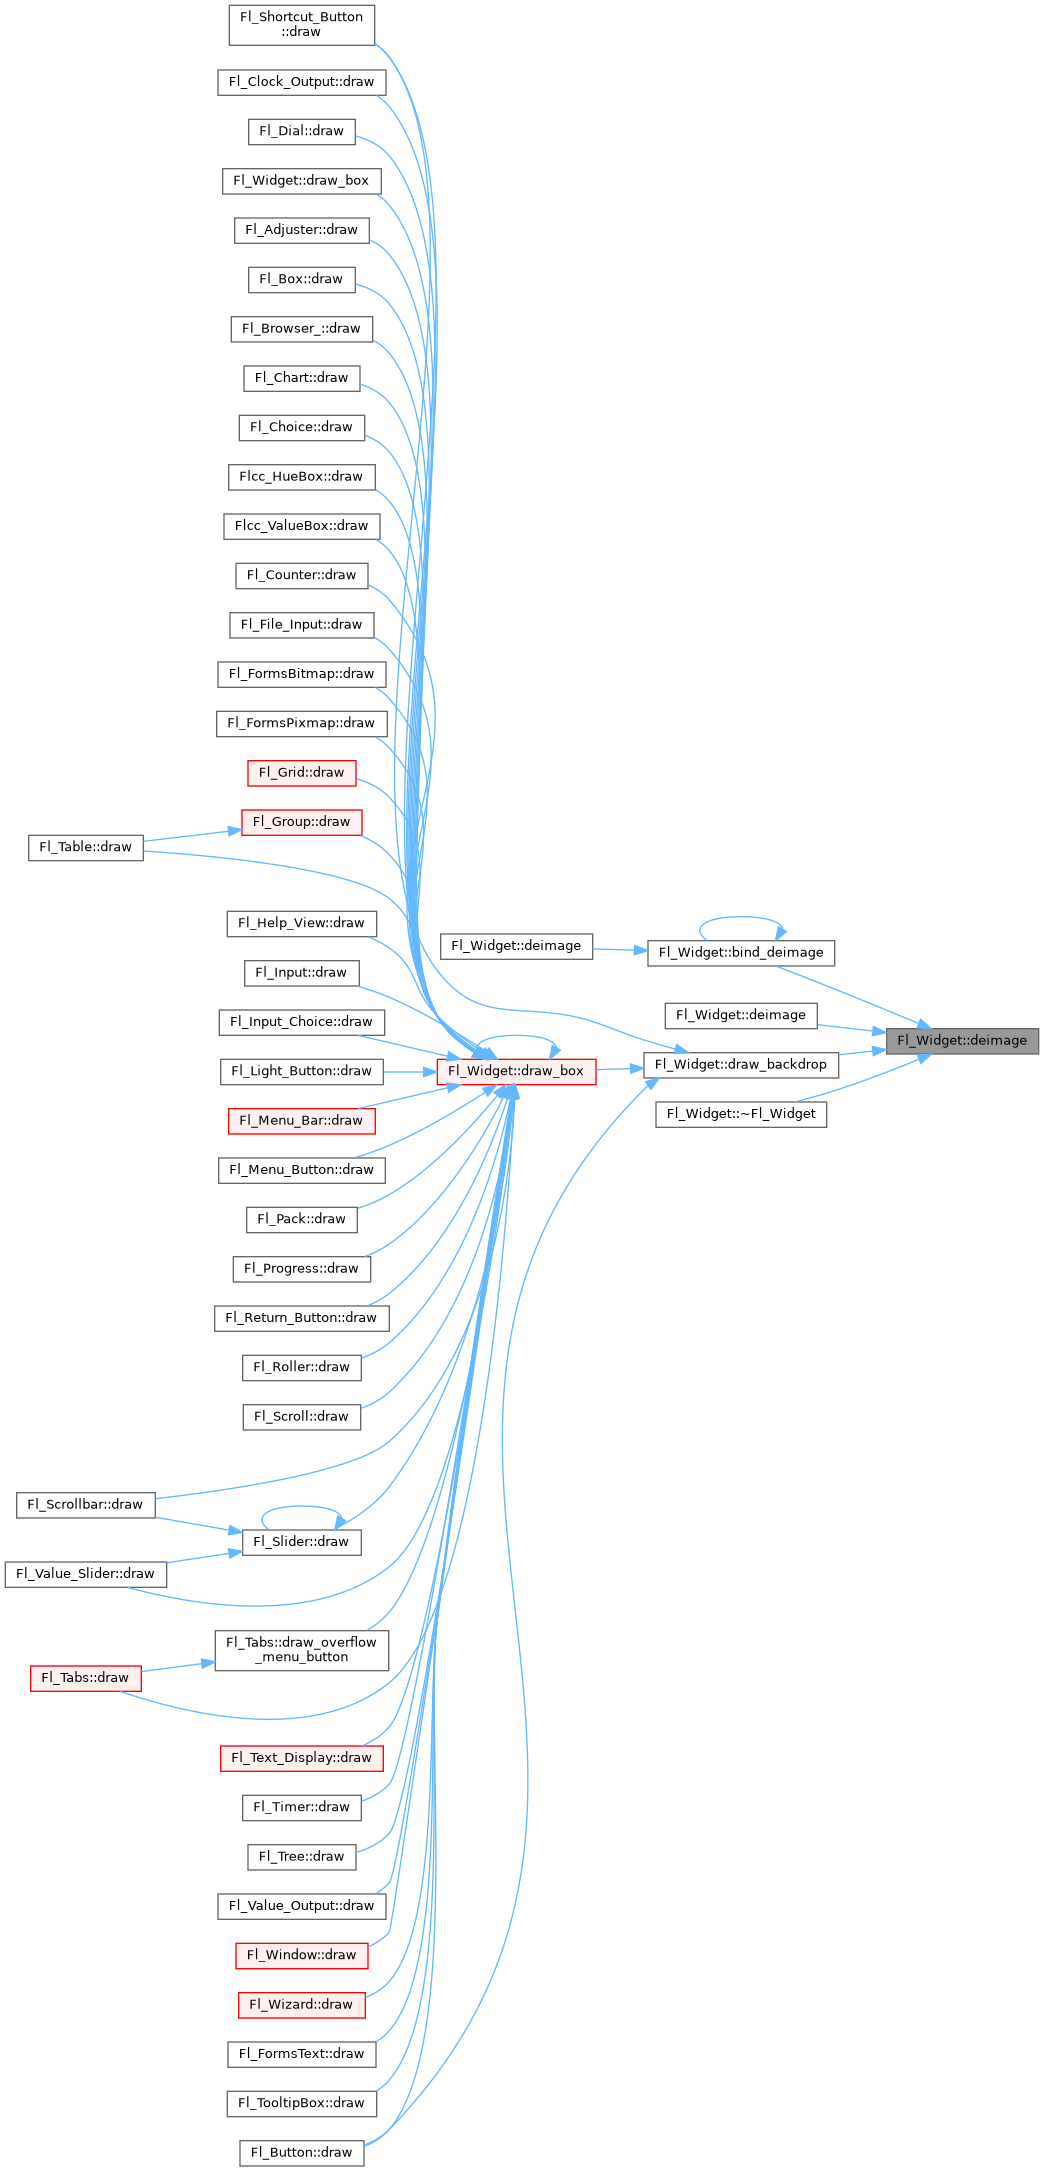 Fl_Shortcut_Button
::draw
Fl_Clock_Output::draw
Fl_Dial::draw
Fl_Widget::draw_box
Fl_Adjuster::draw
Fl_Box::draw
Fl_Browser_::draw
Fl_Chart::draw
Fl_Choice::draw
Flcc_HueBox::draw
Flcc_ValueBox::draw
Fl_Counter::draw
Fl_File_Input::draw
Fl_FormsBitmap::draw
Fl_FormsPixmap::draw
Fl_Grid::draw
Fl_Group::draw
Fl_Table::draw
Fl_Help_View::draw
Fl_Widget::deimage
Fl_Widget::bind_deimage
Fl_Input::draw
Fl_Widget::deimage
Fl_Input_Choice::draw
Fl_Widget::deimage
Fl_Widget::draw_backdrop
Fl_Light_Button::draw
Fl_Widget::draw_box
Fl_Widget::~Fl_Widget
Fl_Menu_Bar::draw
Fl_Menu_Button::draw
Fl_Pack::draw
Fl_Progress::draw
Fl_Return_Button::draw
Fl_Roller::draw
Fl_Scroll::draw
Fl_Scrollbar::draw
Fl_Slider::draw
Fl_Value_Slider::draw
Fl_Tabs::draw_overflow
_menu_button
Fl_Tabs::draw
Fl_Text_Display::draw
Fl_Timer::draw
Fl_Tree::draw
Fl_Value_Output::draw
Fl_Window::draw
Fl_Wizard::draw
Fl_FormsText::draw
Fl_TooltipBox::draw
Fl_Button::draw